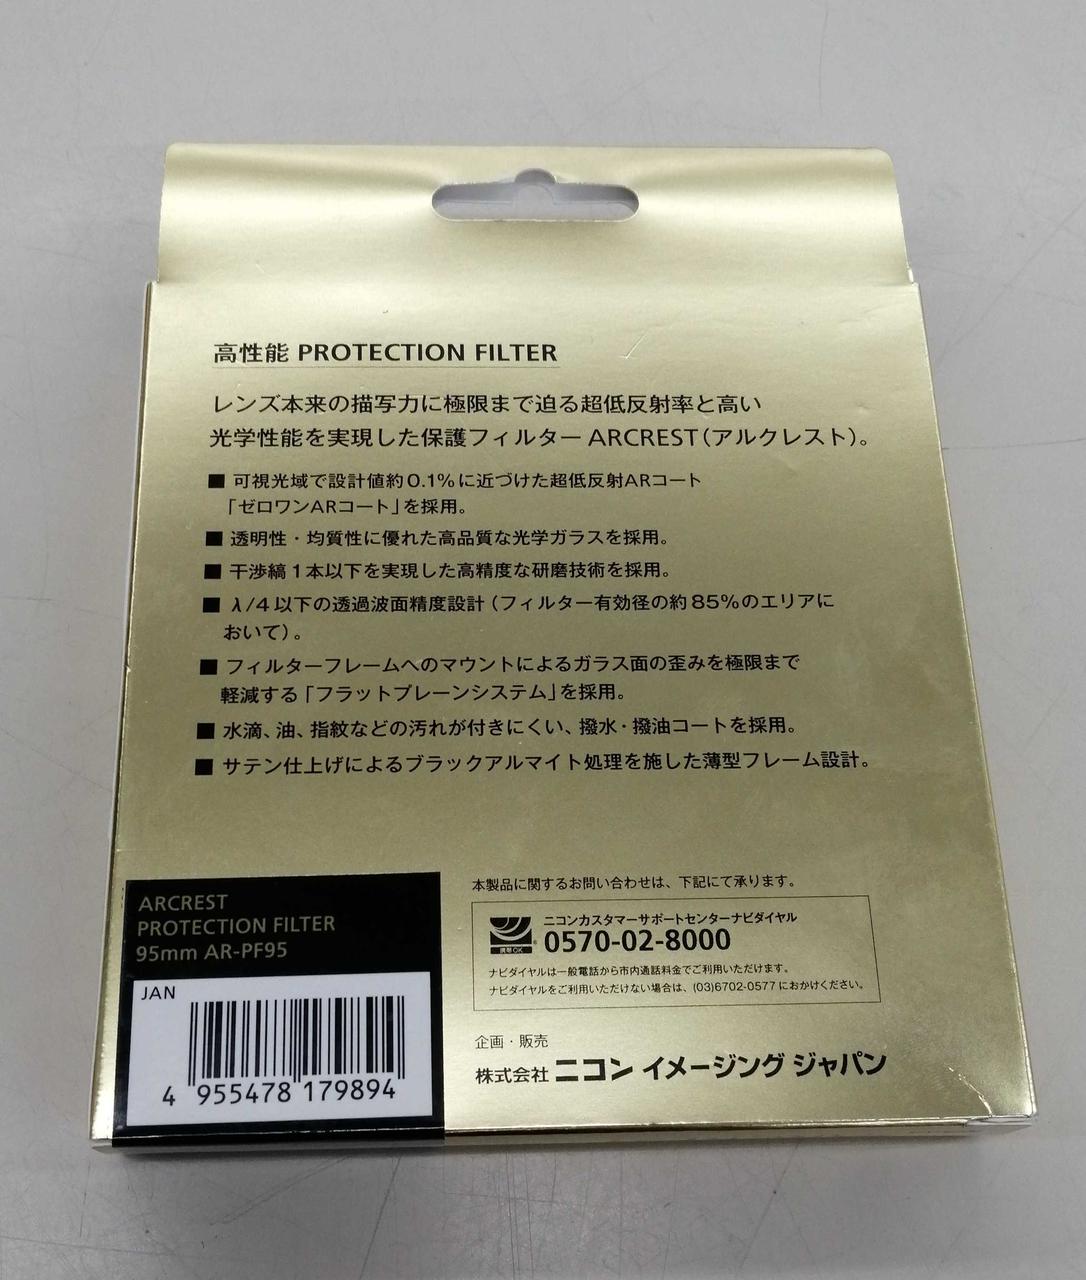 高性能 PROTECTION FILTER
レンズ本来の描写力に極限まで迫る超低反射率と高い
光学性能を実現した保護フィルター ARCREST（アルクレスト）。
■ 可視光域で設計値約0.1%に近づけた超低反射ARコート
「ゼロワンARコート」を採用。
■ 透明性・均質性に優れた高品質な光学ガラスを採用。
■ 干渉縞1本以下を実現した高精度な研磨技術を採用。
■ λ/4以下の透過波面精度設計（フィルター有効径の約85%のエリアに
おいて）。
■ フィルターフレームへのマウントによるガラス面の歪みを極限まで
軽減する「フラットプレーンシステム」を採用。
■ 水滴、油、指紋などの汚れが付きにくい、撥水・撥油コートを採用。
■ サテン仕上げによるブラックアルマイト処理を施した薄型フレーム設計。
ARCREST
PROTECTION FILTER
95mm AR-PF95
JAN
4 955478 179894
本製品に関するお問い合わせは、下記にて承ります。
ニコンカスタマーサポートセンターナビダイヤル
携帯OK
0570-02-8000
ナビダイヤルは一般電話から市内通話料金でご利用いただけます。
ナビダイヤルをご利用いただけない場合は、(03)6702-0577 におかけください。
企画・販売
株式会社 ニコン イメージング ジャパン